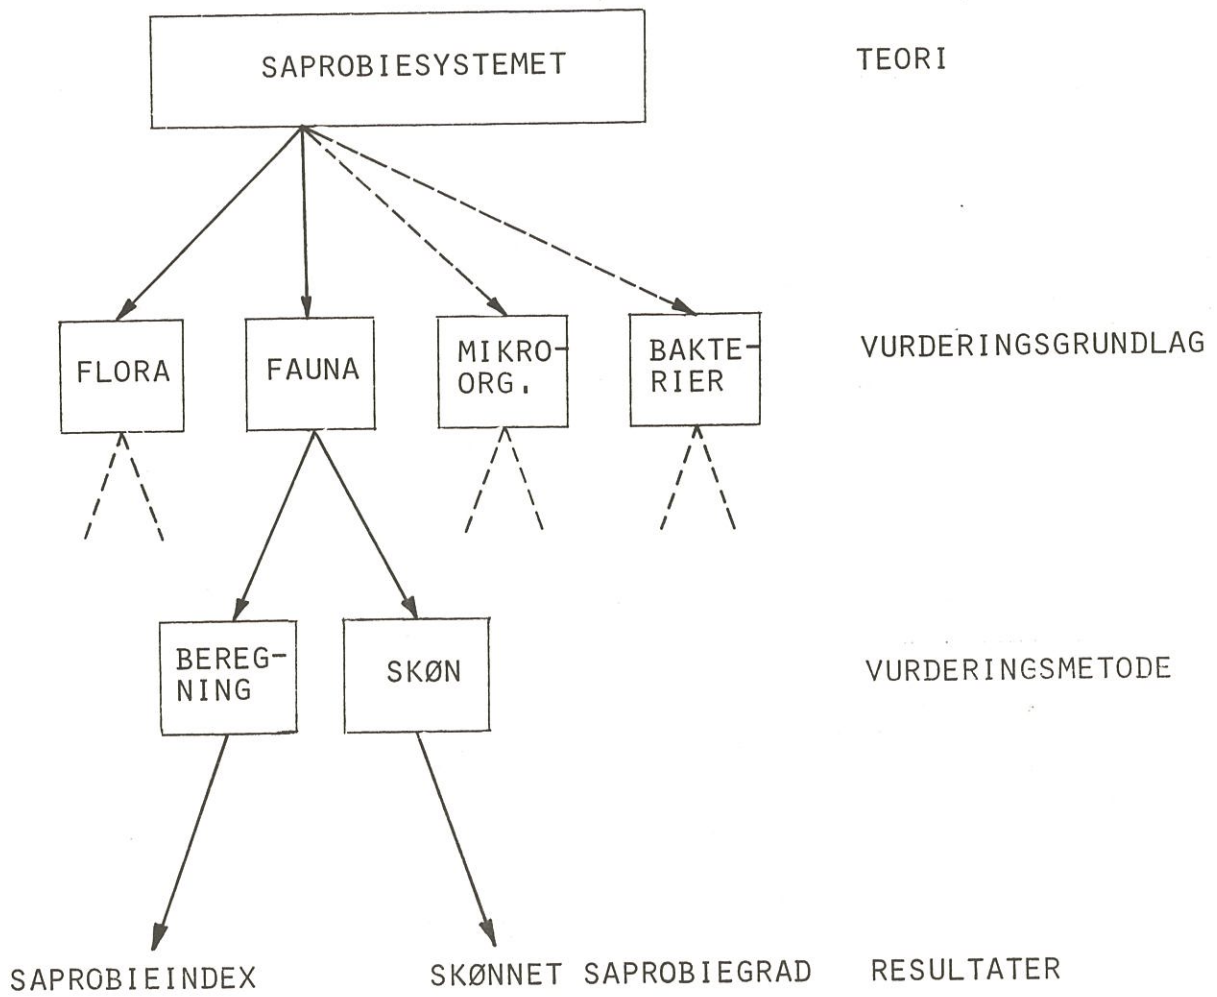 SAPROBIESYSTEMET
TEORI
FLORA
FAUNA
MIKRO-
ORG.
BAKTE-
RIER
VURDERINGSGRUNDLAG
BEREG-
NING
SKØN
VURDERINGSMETODE
SAPROBIEINDEX
SKØNNET SAPROBIEGRAD
RESULTATER